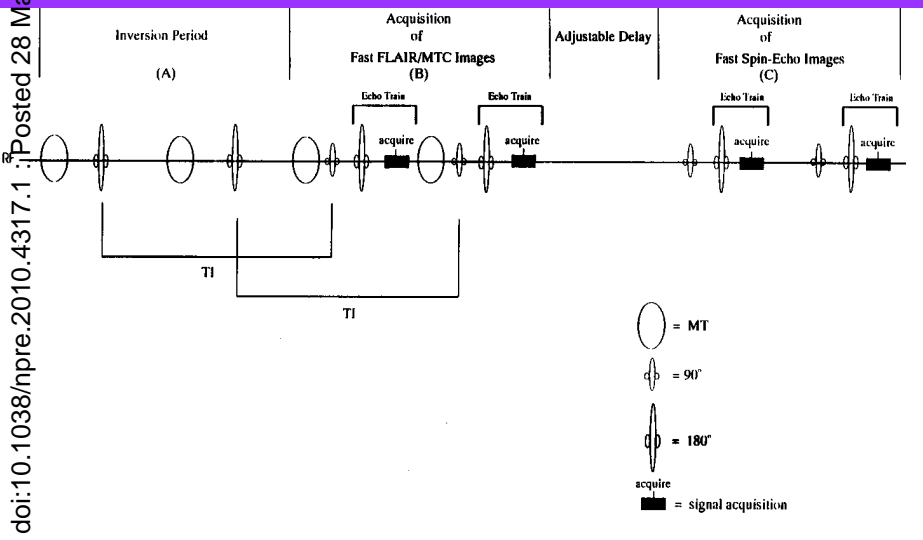 doi:10.1038/npre.2010.4317.1 : Posted 28 Ma
Inversion Period
(A)
Acquisition
of
Fast FLAIR/MTC Images
(B)
Adjustable Delay
Acquisition
of
Fast Spin-Echo Images
(C)
Echo Train
Echo Train
Echo Train
Echo Train
RF
acquire
acquire
acquire
acquire
TI
TI
= MT
= 90°
= 180°
acquire
= signal acquisition